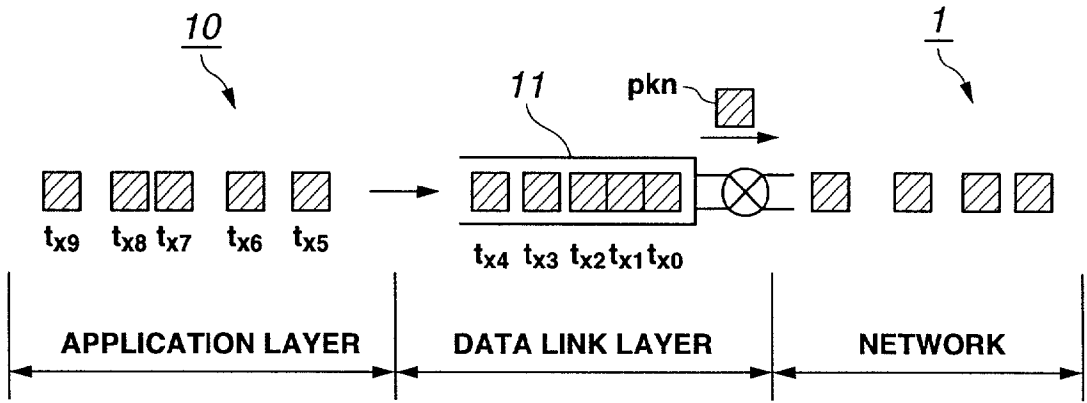 10
1
11
pkn
tx9 tx8 tx7 tx6 tx5
tx4 tx3 tx2 tx1 tx0
APPLICATION LAYER
DATA LINK LAYER
NETWORK